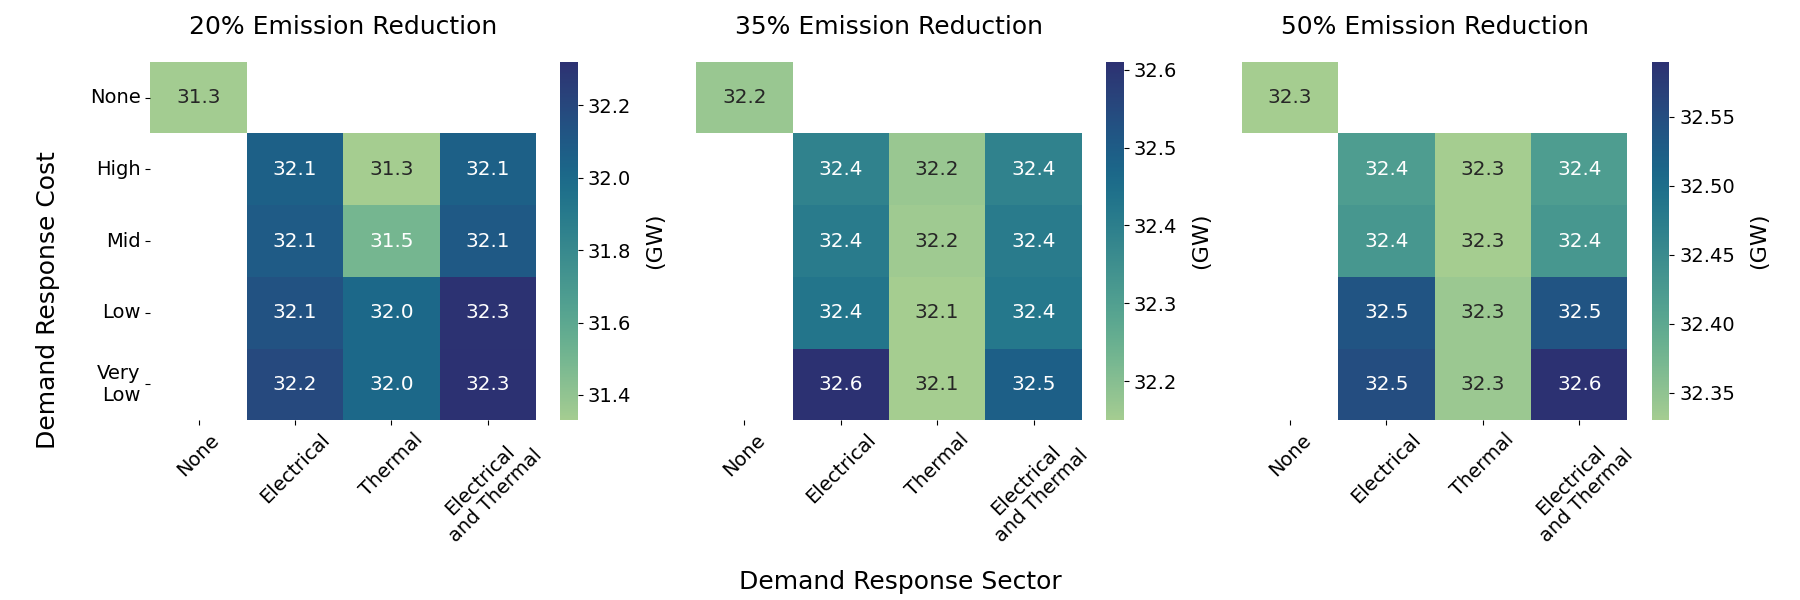 20% Emission Reduction
35% Emission Reduction
50% Emission Reduction
Demand Response Cost
None
High
Mid
Low
Very
Low
31.3
32.1 31.3 32.1
32.1 31.5 32.1
32.1 32.0 32.3
32.2 32.0 32.3
None
Electrical
Thermal
Electrical
and Thermal
32.2
32.0
31.8
31.6
31.4
(GW)
32.2
32.4 32.2 32.4
32.4 32.2 32.4
32.4 32.1 32.4
32.6 32.1 32.5
None
Electrical
Thermal
Electrical
and Thermal
32.6
32.5
32.4
32.3
32.2
(GW)
32.3
32.4 32.3 32.4
32.4 32.3 32.4
32.5 32.3 32.5
32.5 32.3 32.6
None
Electrical
Thermal
Electrical
and Thermal
32.55
32.50
32.45
32.40
32.35
(GW)
Demand Response Sector